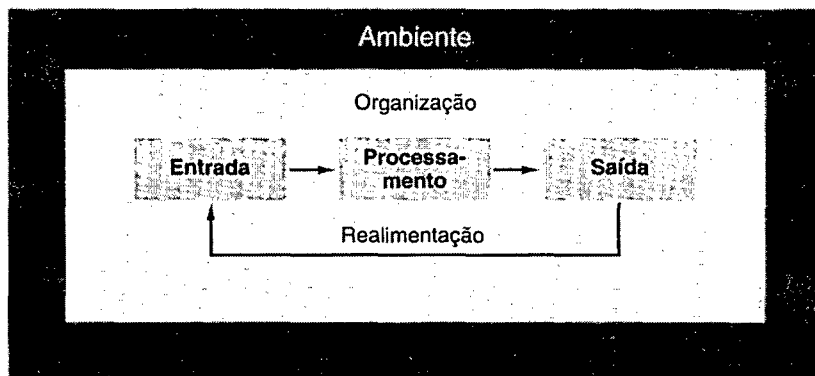 Ambiente
Organização
Entrada
Processa-
mento
Saída
Realimentação